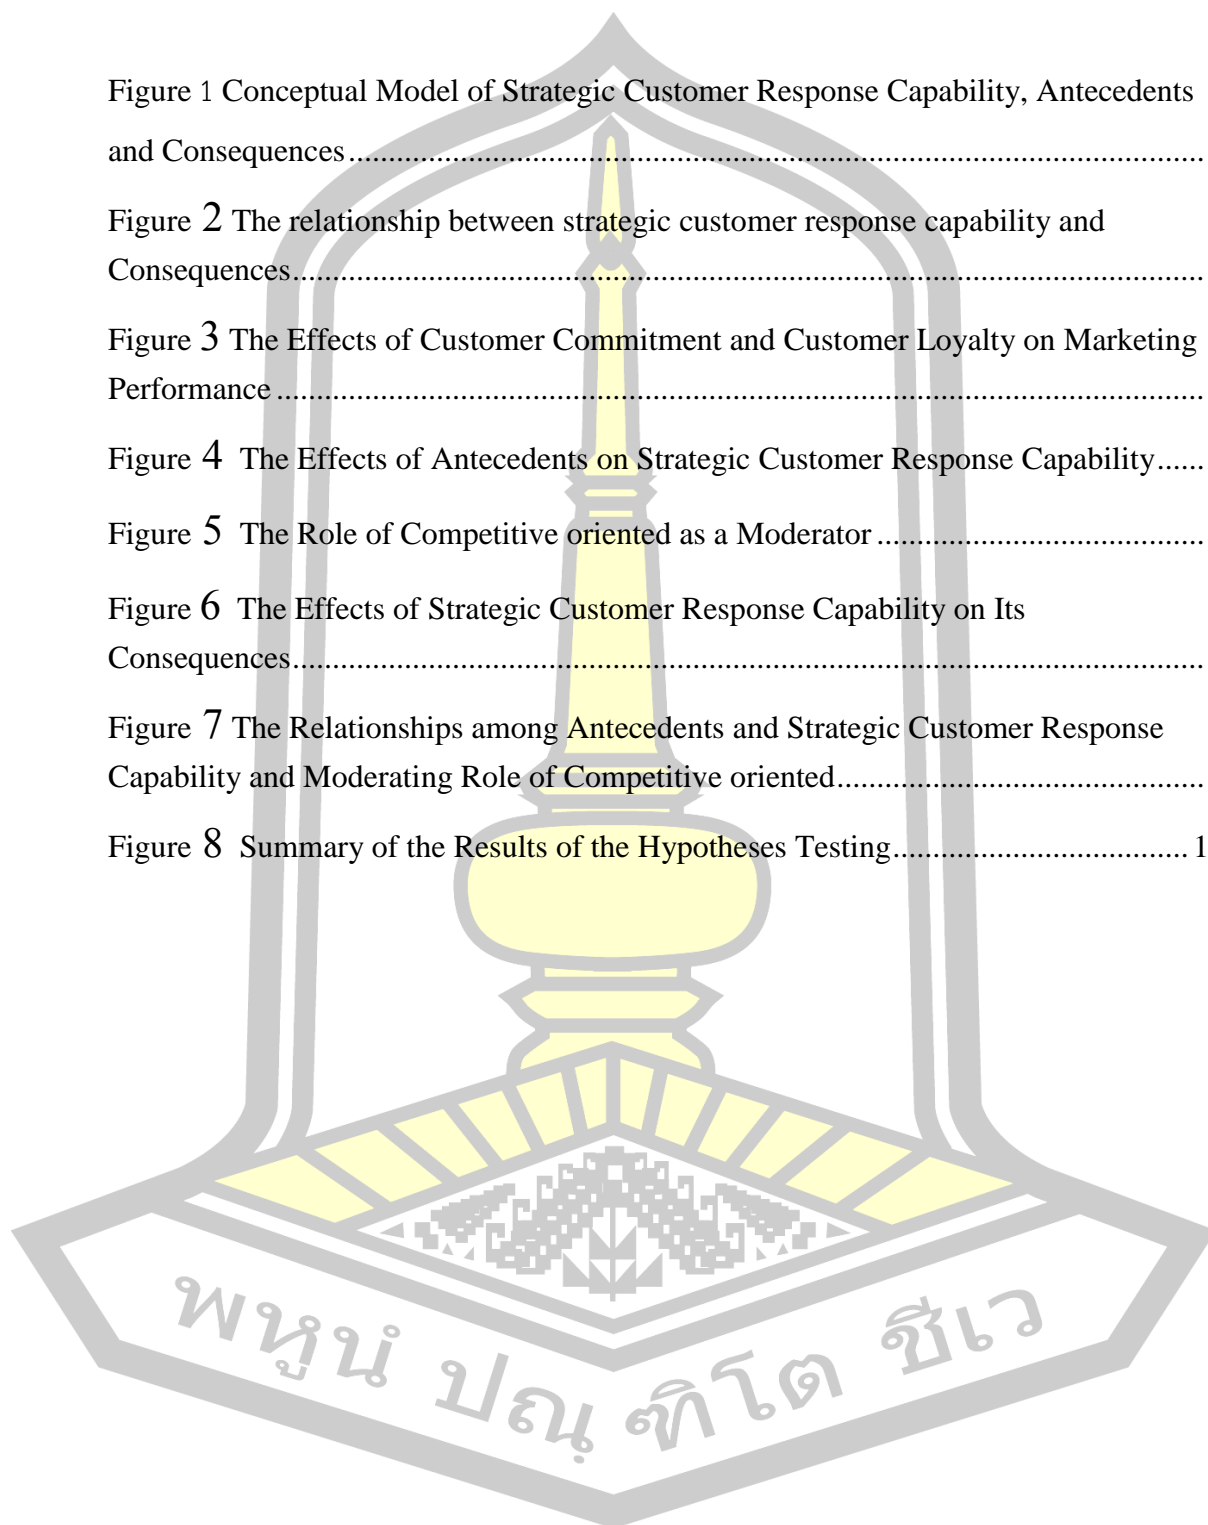 Figure 1 Conceptual Model of Strategic Customer Response Capability, Antecedents
and Consequences................................................................................................................
Figure 2 The relationship between strategic customer response capability and
Consequences.......................................................................................................................
Figure 3 The Effects of Customer Commitment and Customer Loyalty on Marketing
Performance.........................................................................................................................
Figure 4 The Effects of Antecedents on Strategic Customer Response Capability......
Figure 5 The Role of Competitive oriented as a Moderator...........................................
Figure 6 The Effects of Strategic Customer Response Capability on Its
Consequences.......................................................................................................................
Figure 7 The Relationships among Antecedents and Strategic Customer Response
Capability and Moderating Role of Competitive oriented................................................
Figure 8 Summary of the Results of the Hypotheses Testing....................................... 1
พหูนํ ปณฺฑิโต ชีเว